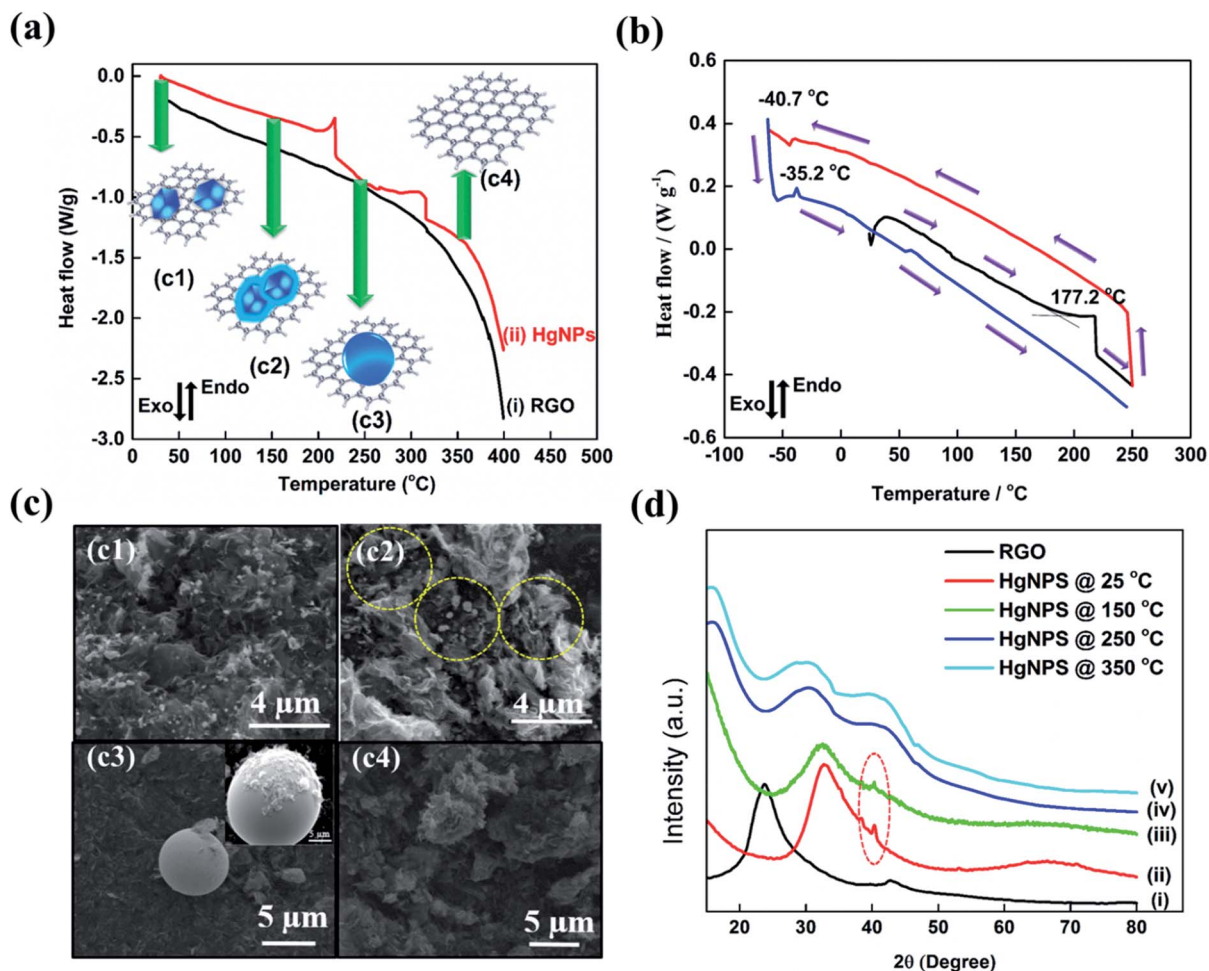 (a)
Heat flow (W/g)
0.0
-0.5
-1.0
-1.5
-2.0
-2.5
-3.0
0 50 100 150 200 250 300 350 400 450 500
Temperature (°C)
(c1)
(c2)
(c3)
(c4)
(ii) HgNPs
(i) RGO
Exo Endo
(b)
Heat flow / (W g⁻¹)
0.6
0.4
0.2
0.0
-0.2
-0.4
-0.6
-100 -50 0 50 100 150 200 250 300
Temperature / °C
-40.7 °C
-35.2 °C
177.2 °C
Exo Endo
(c)
(c1)
4 µm
(c2)
4 µm
(c3)
5 µm
5 µm
(c4)
5 µm
(d)
Intensity (a.u.)
RGO
HgNPS @ 25 °C
HgNPS @ 150 °C
HgNPS @ 250 °C
HgNPS @ 350 °C
(v)
(iv)
(iii)
(ii)
(i)
20 30 40 50 60 70 80
2θ (Degree)